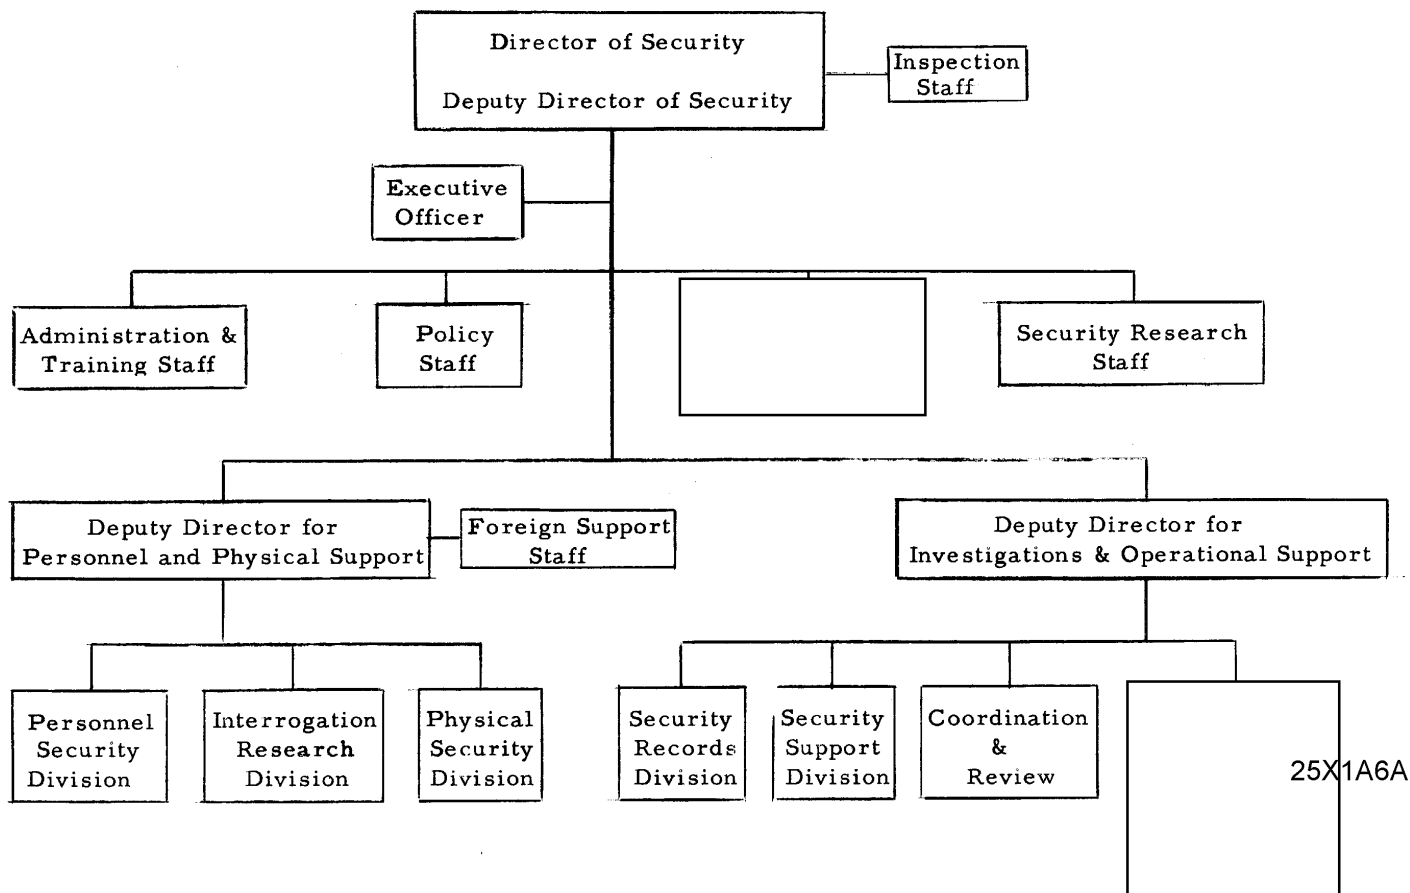 Director of Security
Deputy Director of Security
Inspection
Staff
Executive
Officer
Administration &
Training Staff
Policy
Staff
Security Research
Staff
Deputy Director for
Personnel and Physical Support
Foreign Support
Staff
Deputy Director for
Investigations & Operational Support
Personnel
Security
Division
Interrogation
Research
Division
Physical
Security
Division
Security
Records
Division
Security
Support
Division
Coordination
&
Review
25X1A6A